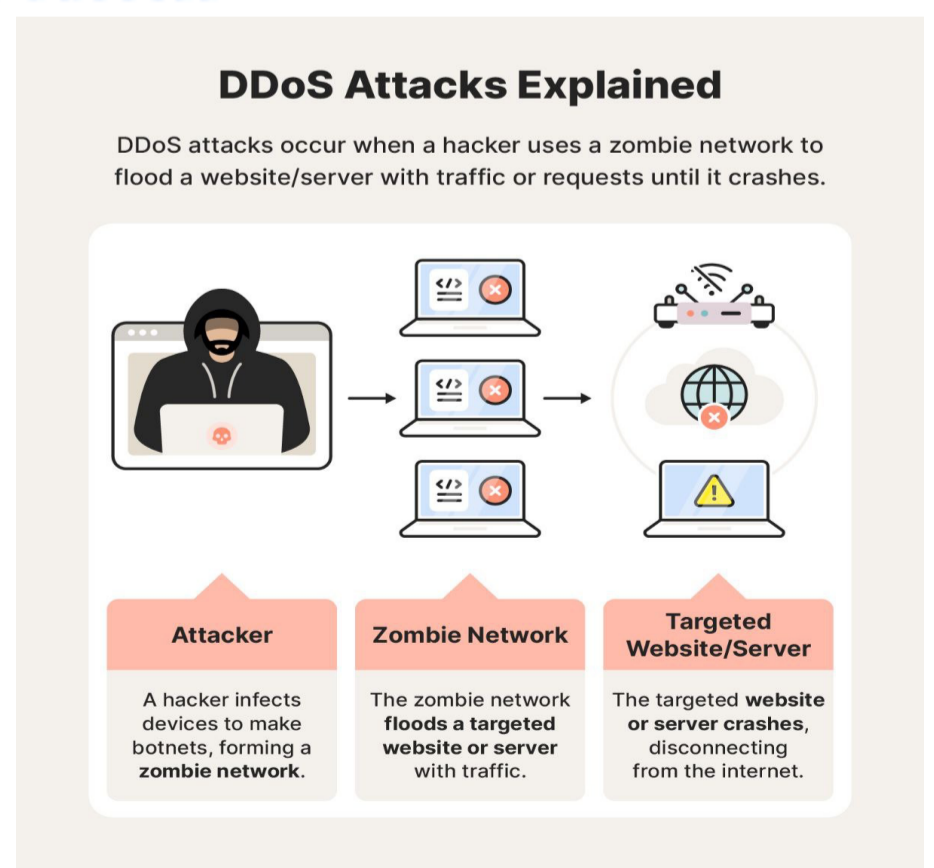 DDoS Attacks Explained
DDoS attacks occur when a hacker uses a zombie network to
flood a website/server with traffic or requests until it crashes.
</>
</>
</>
Attacker
A hacker infects
devices to make
botnets, forming a
zombie network.
Zombie Network
The zombie network
floods a targeted
website or server
with traffic.
Targeted
Website/Server
The targeted website
or server crashes,
disconnecting
from the internet.